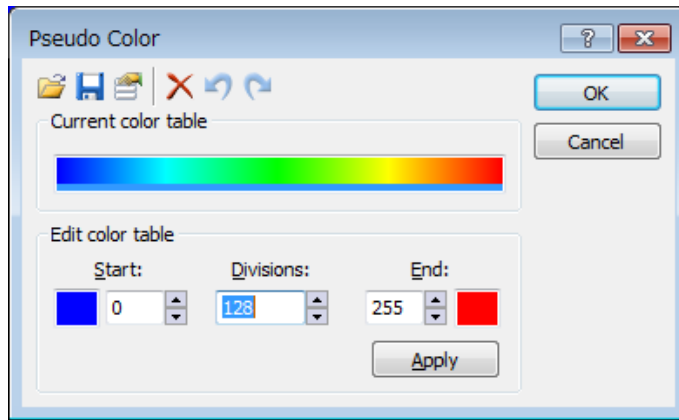 Pseudo Color
OK
Current color table
Cancel
Edit color table
Start: Divisions: End:
0 128 255
Apply